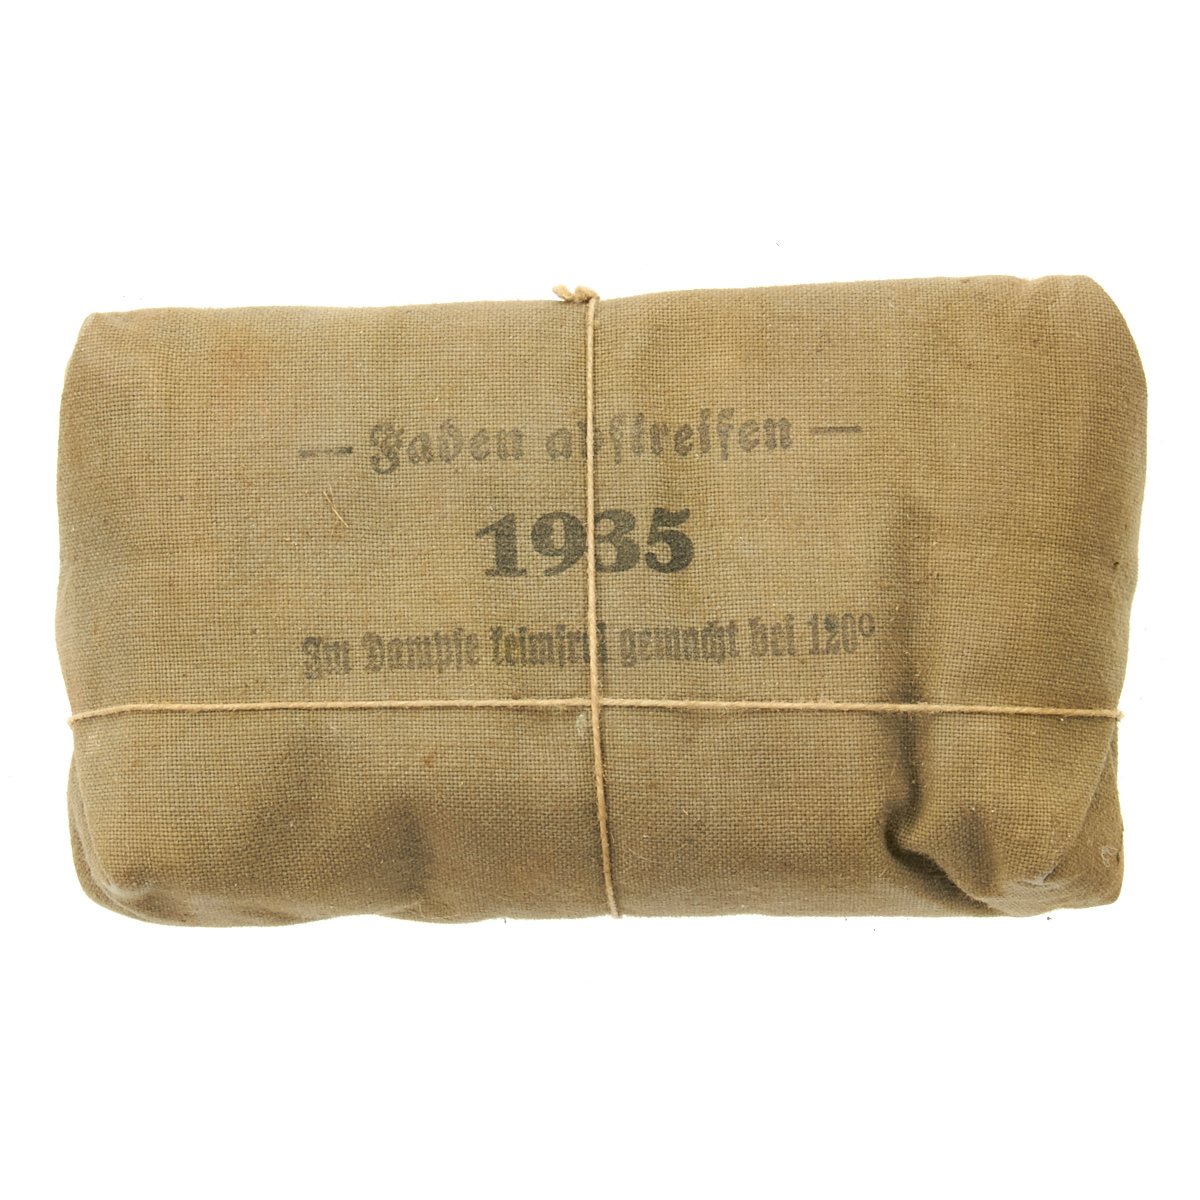 — Faden abstreifen —
1935
Im Dampfe keimfrei gemacht bei 120°